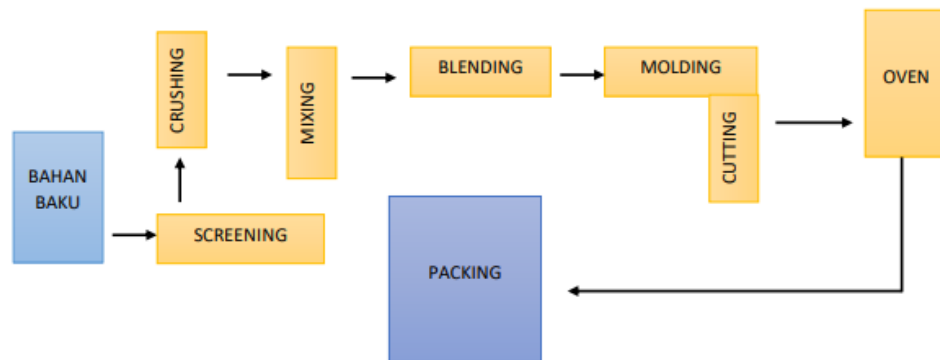 BAHAN
BAKU
SCREENING
CRUSHING
MIXING
BLENDING
MOLDING
CUTTING
OVEN
PACKING